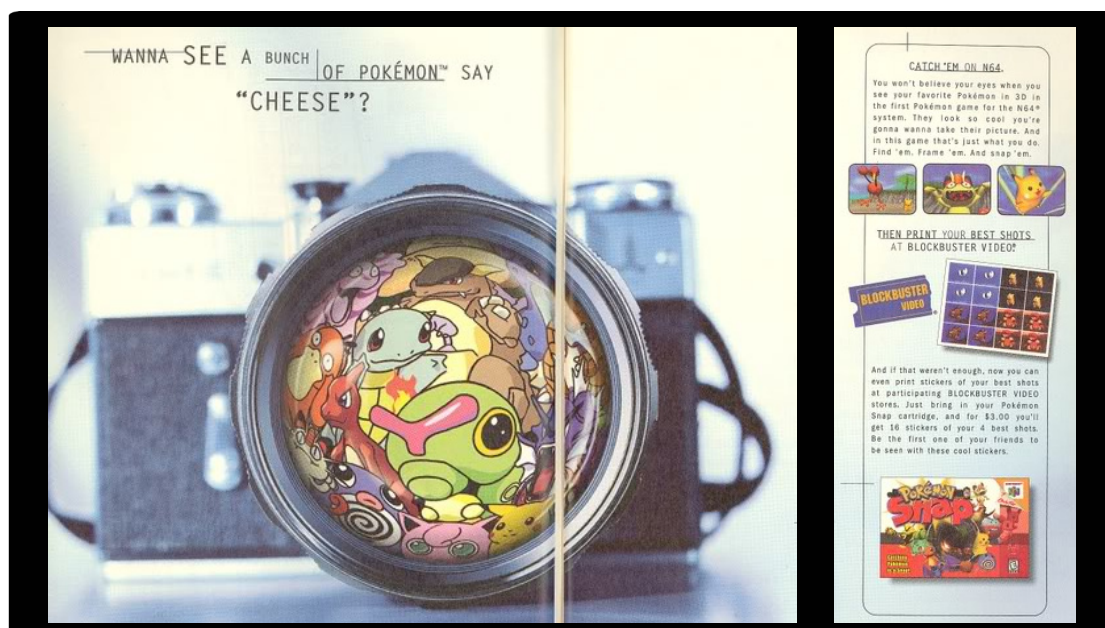 WANNA SEE A BUNCH
OF POKÉMON™ SAY
“CHEESE”?
CATCH 'EM ON N64.
You won't believe your eyes when you
see your favorite Pokémon in 3D in
the first Pokémon game for the N64®
system. They look so cool you're
gonna wanna take their picture. And
in this game that's just what you do.
Find 'em. Frame 'em. And snap 'em.
THEN PRINT YOUR BEST SHOTS
AT BLOCKBUSTER VIDEO®.
BLOCKBUSTER
VIDEO
And if that weren't enough, now you can
even print stickers of your best shots
at participating BLOCKBUSTER VIDEO
stores. Just bring in your Pokémon
Snap cartridge, and for $3.00 you'll
get 16 stickers of your 4 best shots.
Be the first one of your friends to
be seen with these cool stickers.
POKéMON
Snap